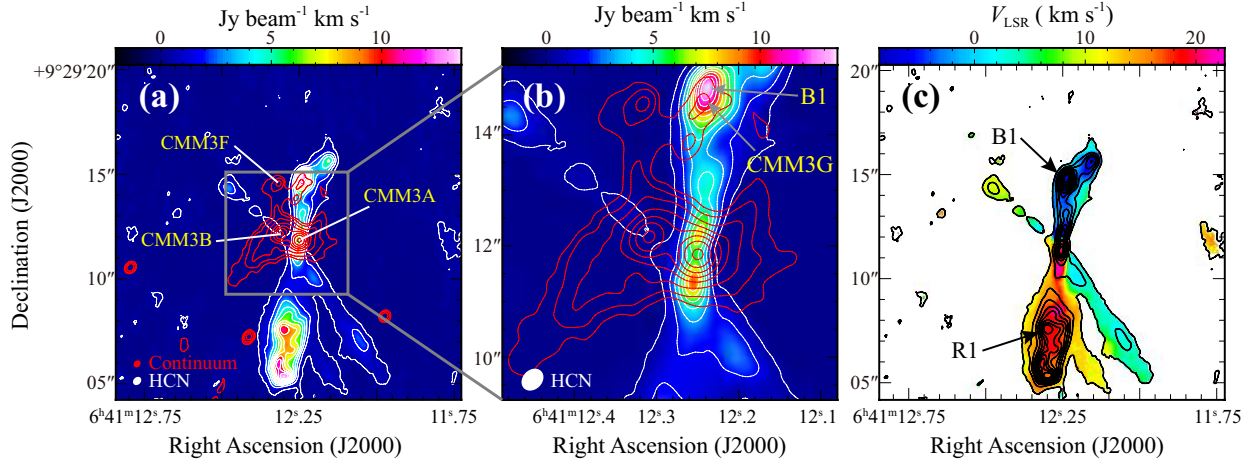 Jy beam⁻¹ km s⁻¹
0 5 10
(a)
+9°29′20″
15″
10″
05″
Declination (J2000)
CMM3F
CMM3A
CMM3B
Continuum
HCN
6ʰ41ᵐ12ˢ.75 12ˢ.25 11ˢ.75
Right Ascension (J2000)
Jy beam⁻¹ km s⁻¹
0 5 10
(b)
14″
12″
10″
B1
CMM3G
HCN
6ʰ41ᵐ12ˢ.4 12ˢ.3 12ˢ.2 12ˢ.1
Right Ascension (J2000)
V_LSR ( km s⁻¹)
0 10 20
(c)
20″
15″
10″
05″
B1
R1
6ʰ41ᵐ12ˢ.75 12ˢ.25 11ˢ.75
Right Ascension (J2000)